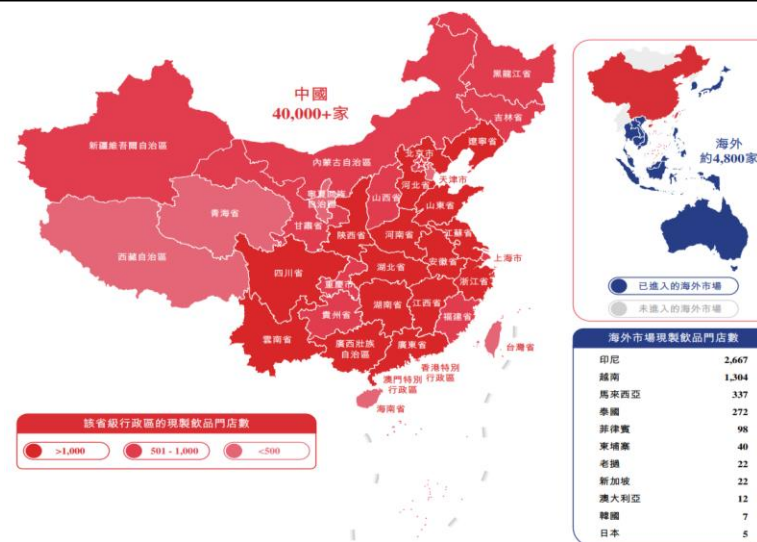 中國
40,000+家
黑龍江省
吉林省
遼寧省
新疆維吾爾自治區
內蒙古自治區
北京市
天津市
河北省
寧夏回族
自治區
山西省
山東省
青海省
甘肅省
陝西省
河南省
江蘇省
西藏自治區
安徽省
上海市
四川省
湖北省
重慶市
浙江省
湖南省
江西省
貴州省
福建省
雲南省
廣西壯族
自治區
廣東省
台灣省
香港特別
行政區
澳門特別
行政區
海南省
該省級行政區的現製飲品門店數
>1,000
501 - 1,000
<500
海外
約4,800家
已進入的海外市場
未進入的海外市場
海外市場現製飲品門店數
印尼 2,667
越南 1,304
馬來西亞 337
泰國 272
菲律賓 98
柬埔寨 40
老撾 22
新加坡 22
澳大利亞 12
韓國 7
日本 5